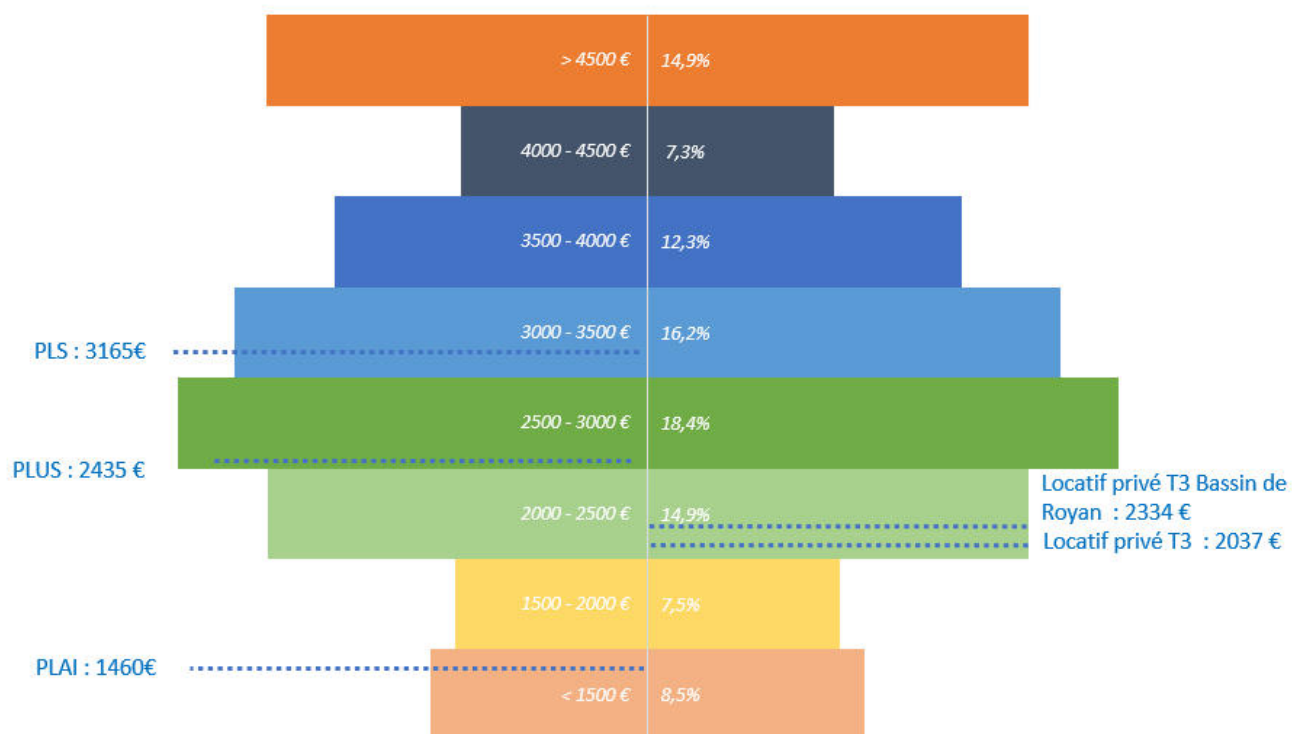 > 4500 € 14,9%
4000 - 4500 € 7,3%
3500 - 4000 € 12,3%
3000 - 3500 € 16,2%
PLS : 3165€
2500 - 3000 € 18,4%
PLUS : 2435 €
2000 - 2500 € 14,9%
Locatif privé T3 Bassin de
Royan : 2334 €
Locatif privé T3 : 2037 €
1500 - 2000 € 7,5%
PLAI : 1460€
< 1500 € 8,5%